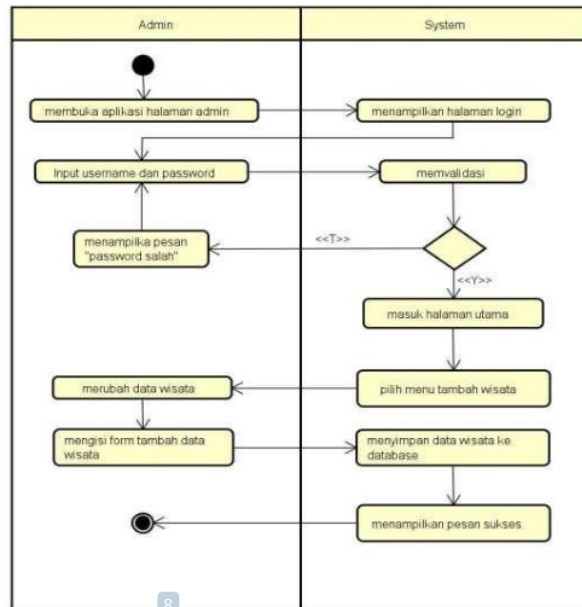 Admin
System
membuka aplikasi halaman admin
menampilkan halaman login
Input username dan password
memvalidasi
<<T>>
menampilka pesan
"password salah"
<<Y>>
masuk halaman utama
merubah data wisata
pilih menu tambah wisata
mengisi form tambah data
wisata
menyimpan data wisata ke
database
menampilkan pesan sukses
8